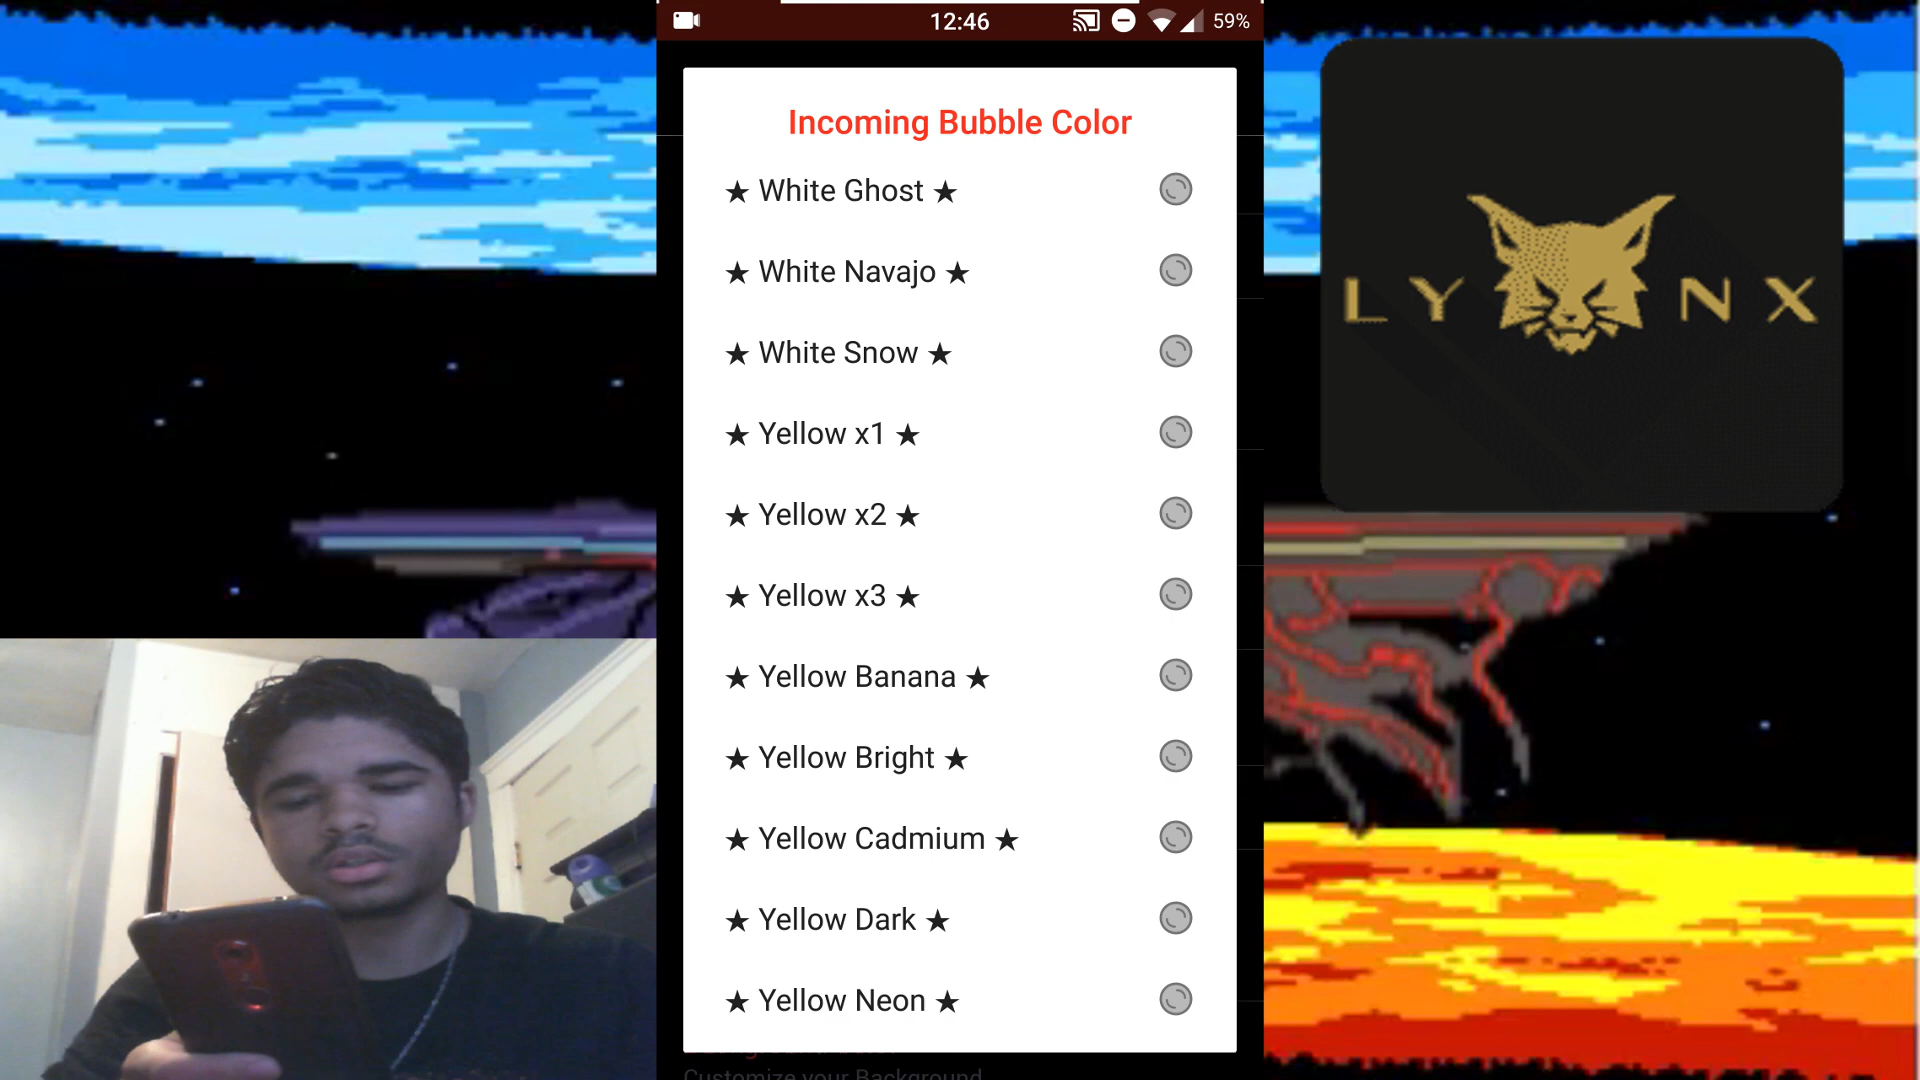 12:46
59%
Incoming Bubble Color
★ White Ghost ★
★ White Navajo ★
★ White Snow ★
★ Yellow x1 ★
★ Yellow x2 ★
★ Yellow x3 ★
★ Yellow Banana ★
★ Yellow Bright ★
★ Yellow Cadmium ★
★ Yellow Dark ★
★ Yellow Neon ★
Customize your Background
LYNX